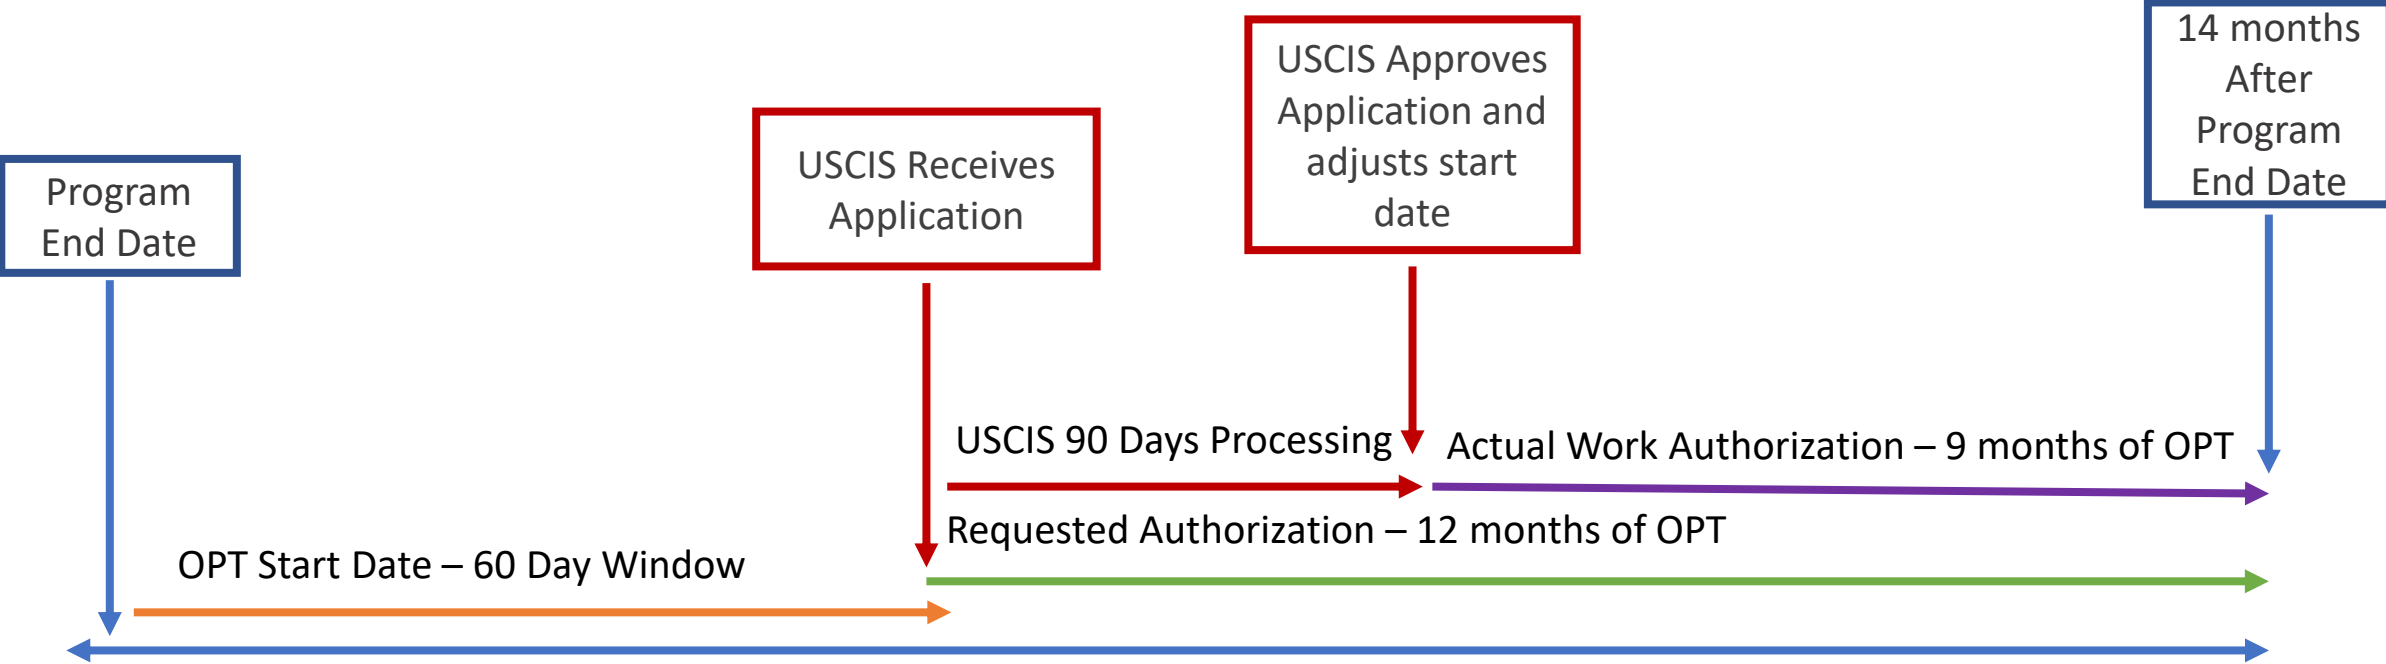 Program
End Date
USCIS Receives
Application
USCIS Approves
Application and
adjusts start
date
14 months
After
Program
End Date
USCIS 90 Days Processing
Actual Work Authorization – 9 months of OPT
Requested Authorization – 12 months of OPT
OPT Start Date – 60 Day Window